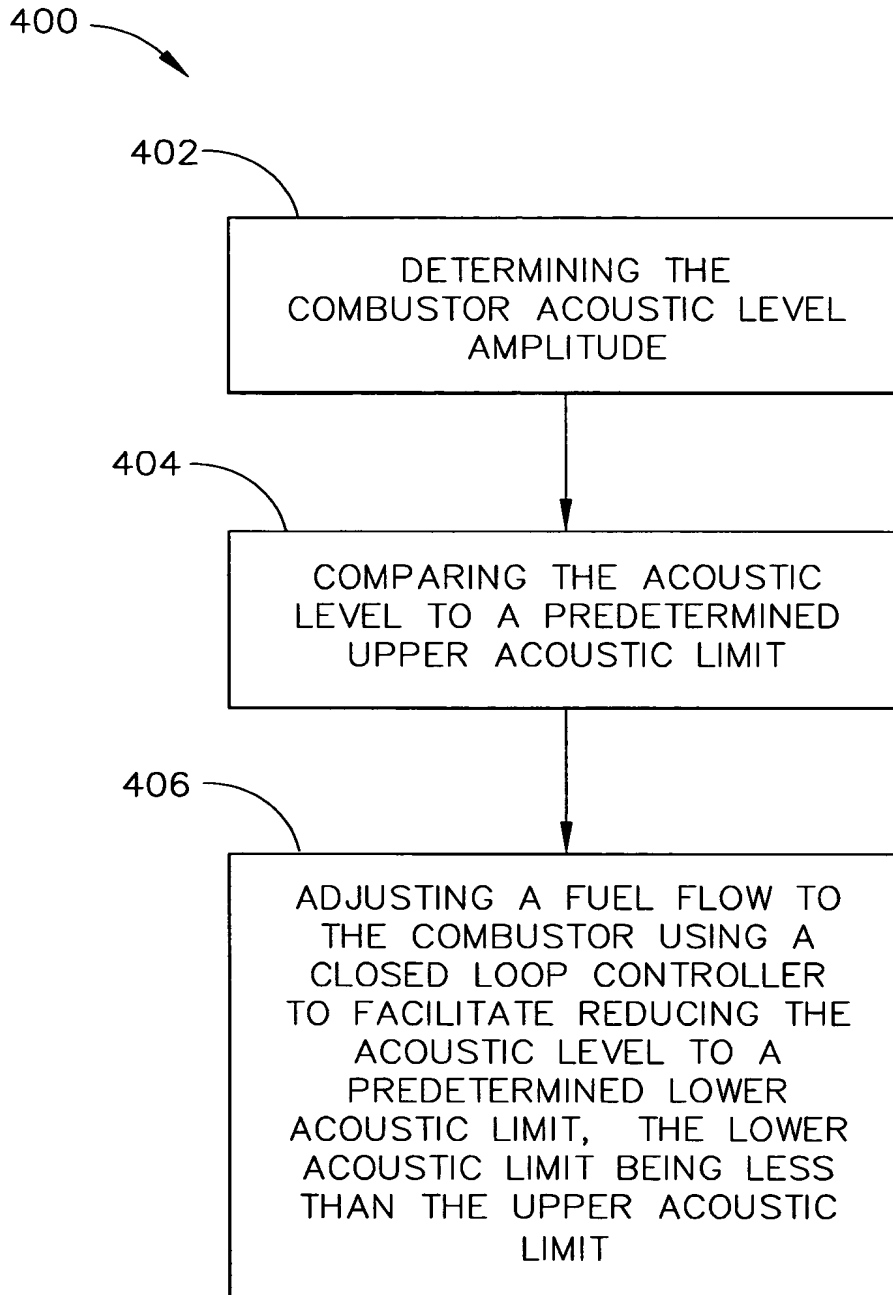 400
402
DETERMINING THE
COMBUSTOR ACOUSTIC LEVEL
AMPLITUDE
404
COMPARING THE ACOUSTIC
LEVEL TO A PREDETERMINED
UPPER ACOUSTIC LIMIT
406
ADJUSTING A FUEL FLOW TO
THE COMBUSTOR USING A
CLOSED LOOP CONTROLLER
TO FACILITATE REDUCING THE
ACOUSTIC LEVEL TO A
PREDETERMINED LOWER
ACOUSTIC LIMIT, THE LOWER
ACOUSTIC LIMIT BEING LESS
THAN THE UPPER ACOUSTIC
LIMIT